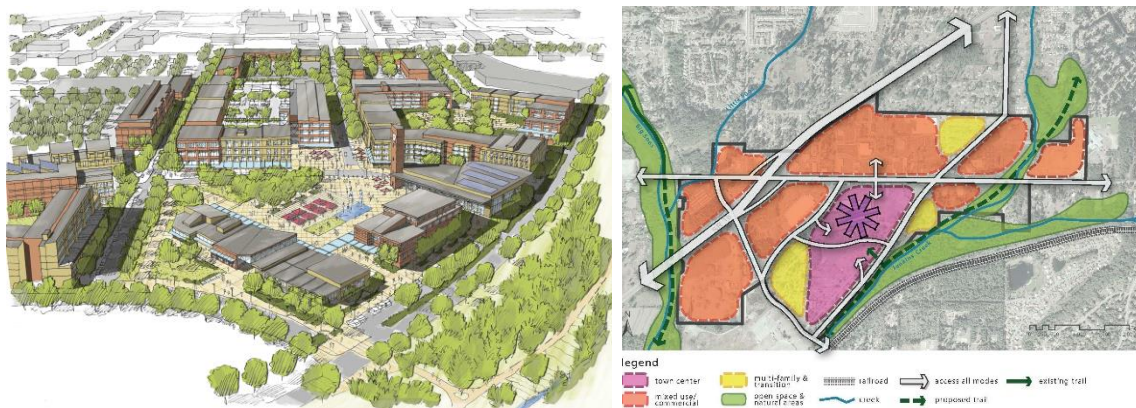 legend
town center
mixed use/
commercial
multi-family &
transition
open space &
natural areas
railroad
creek
access all modes
proposed trail
existing trail